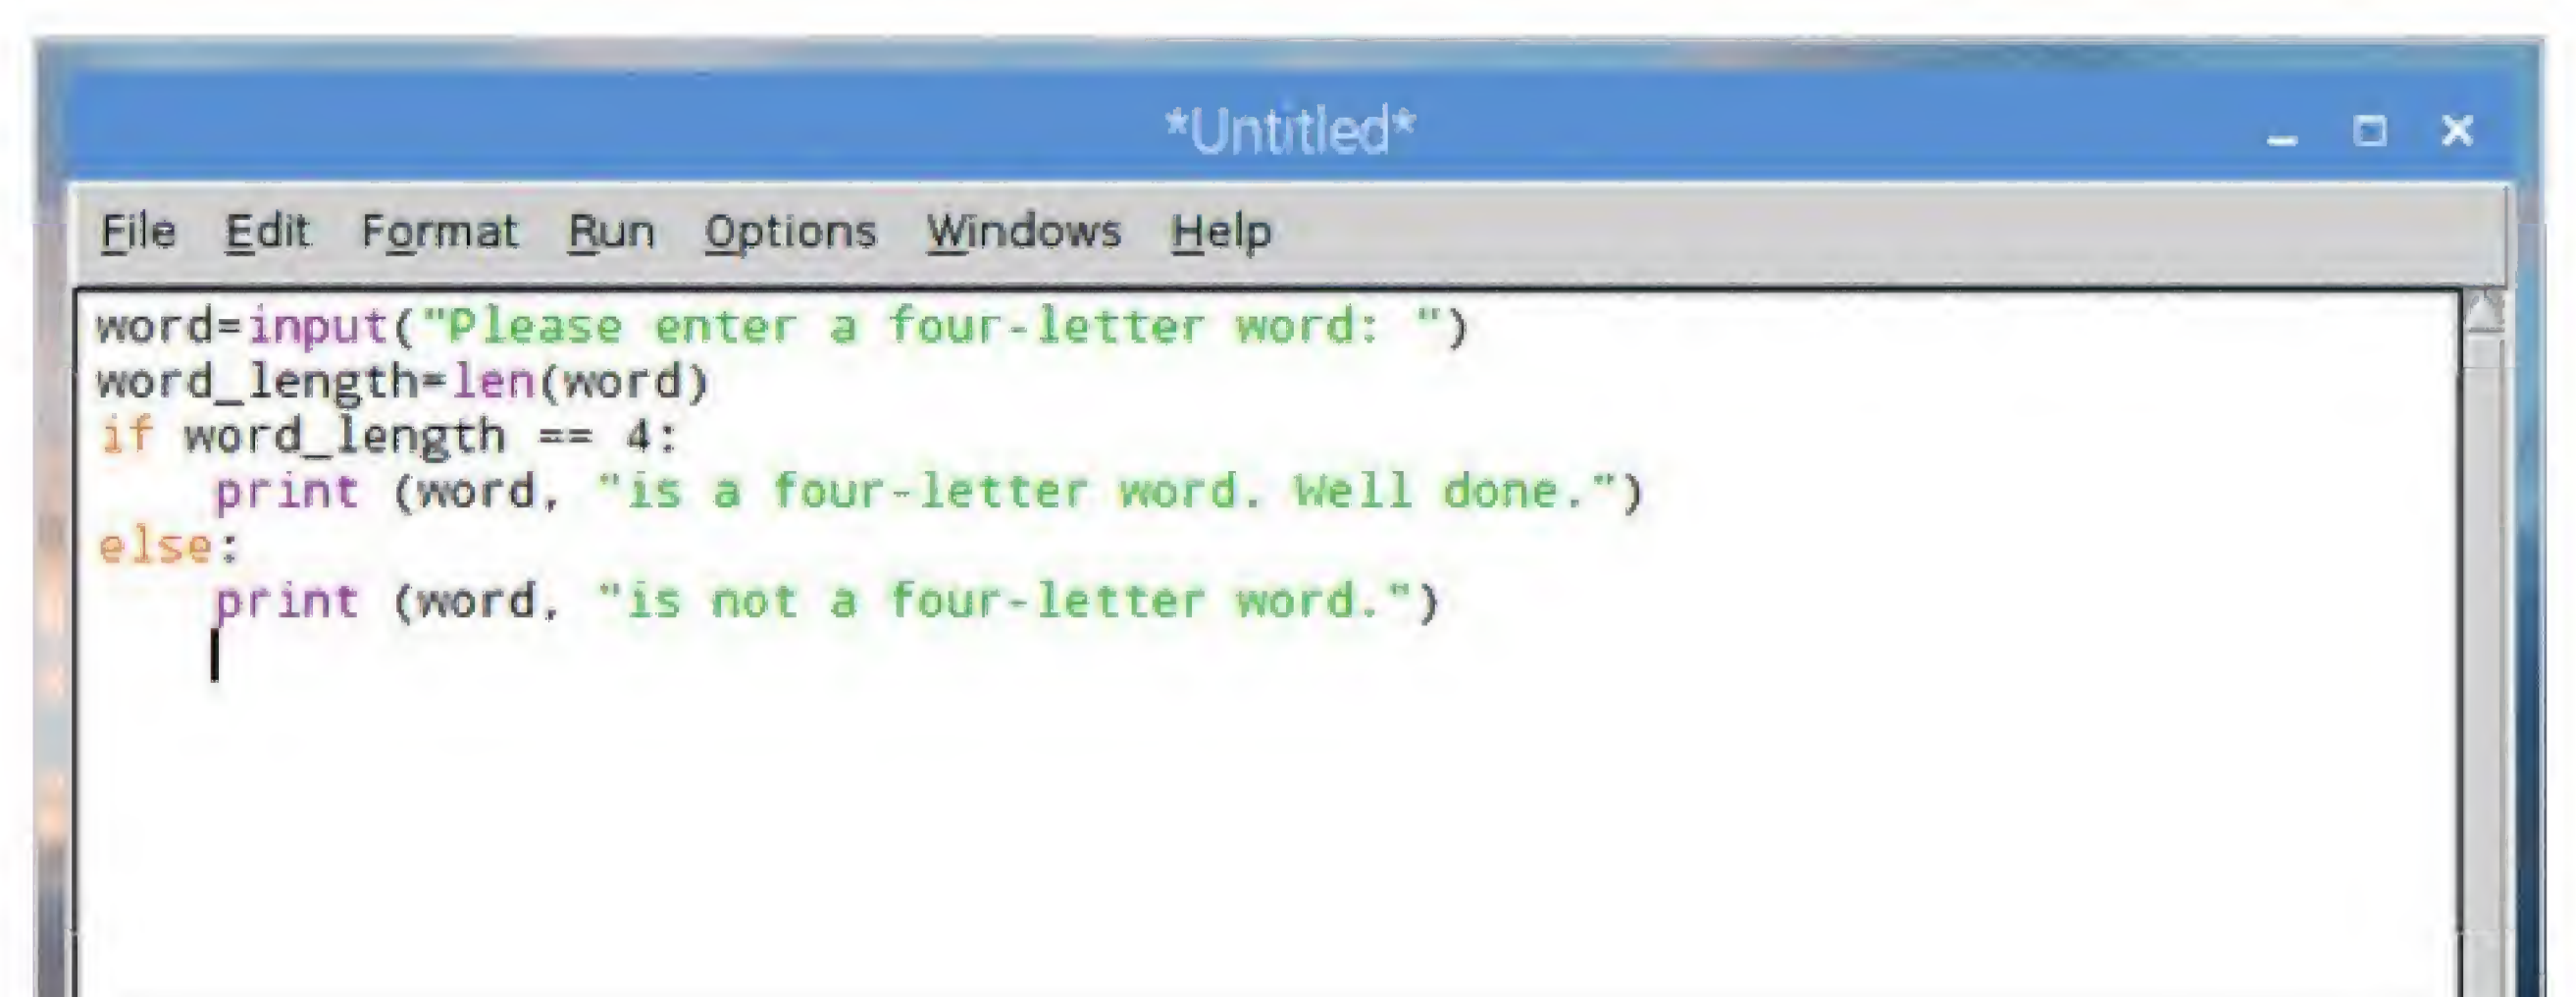 *Untitled*
File Edit Format Run Options Windows Help
word=input("Please enter a four-letter word: ")
word_length=len(word)
if word_length == 4:
    print (word, "is a four-letter word. Well done.")
else:
    print (word, "is not a four-letter word.")